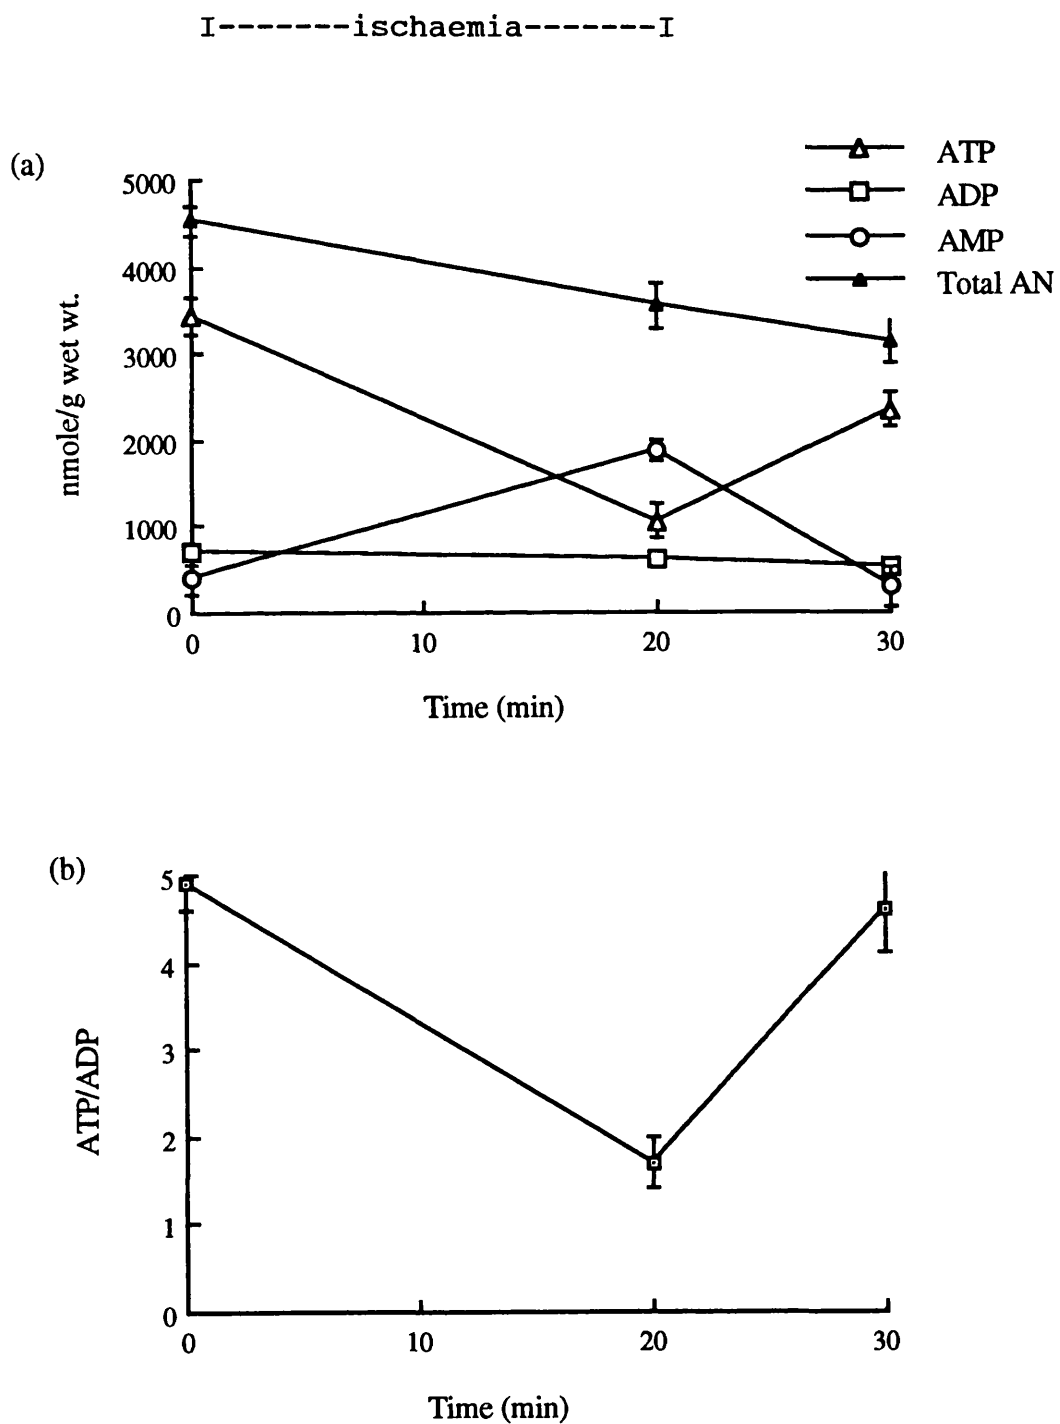 I-------ischaemia-------I
(a)
ATP
ADP
AMP
Total AN
5000
4000
3000
2000
1000
0
nmole/g wet wt.
0 10 20 30
Time (min)
(b)
5
4
3
2
1
0
ATP/ADP
0 10 20 30
Time (min)